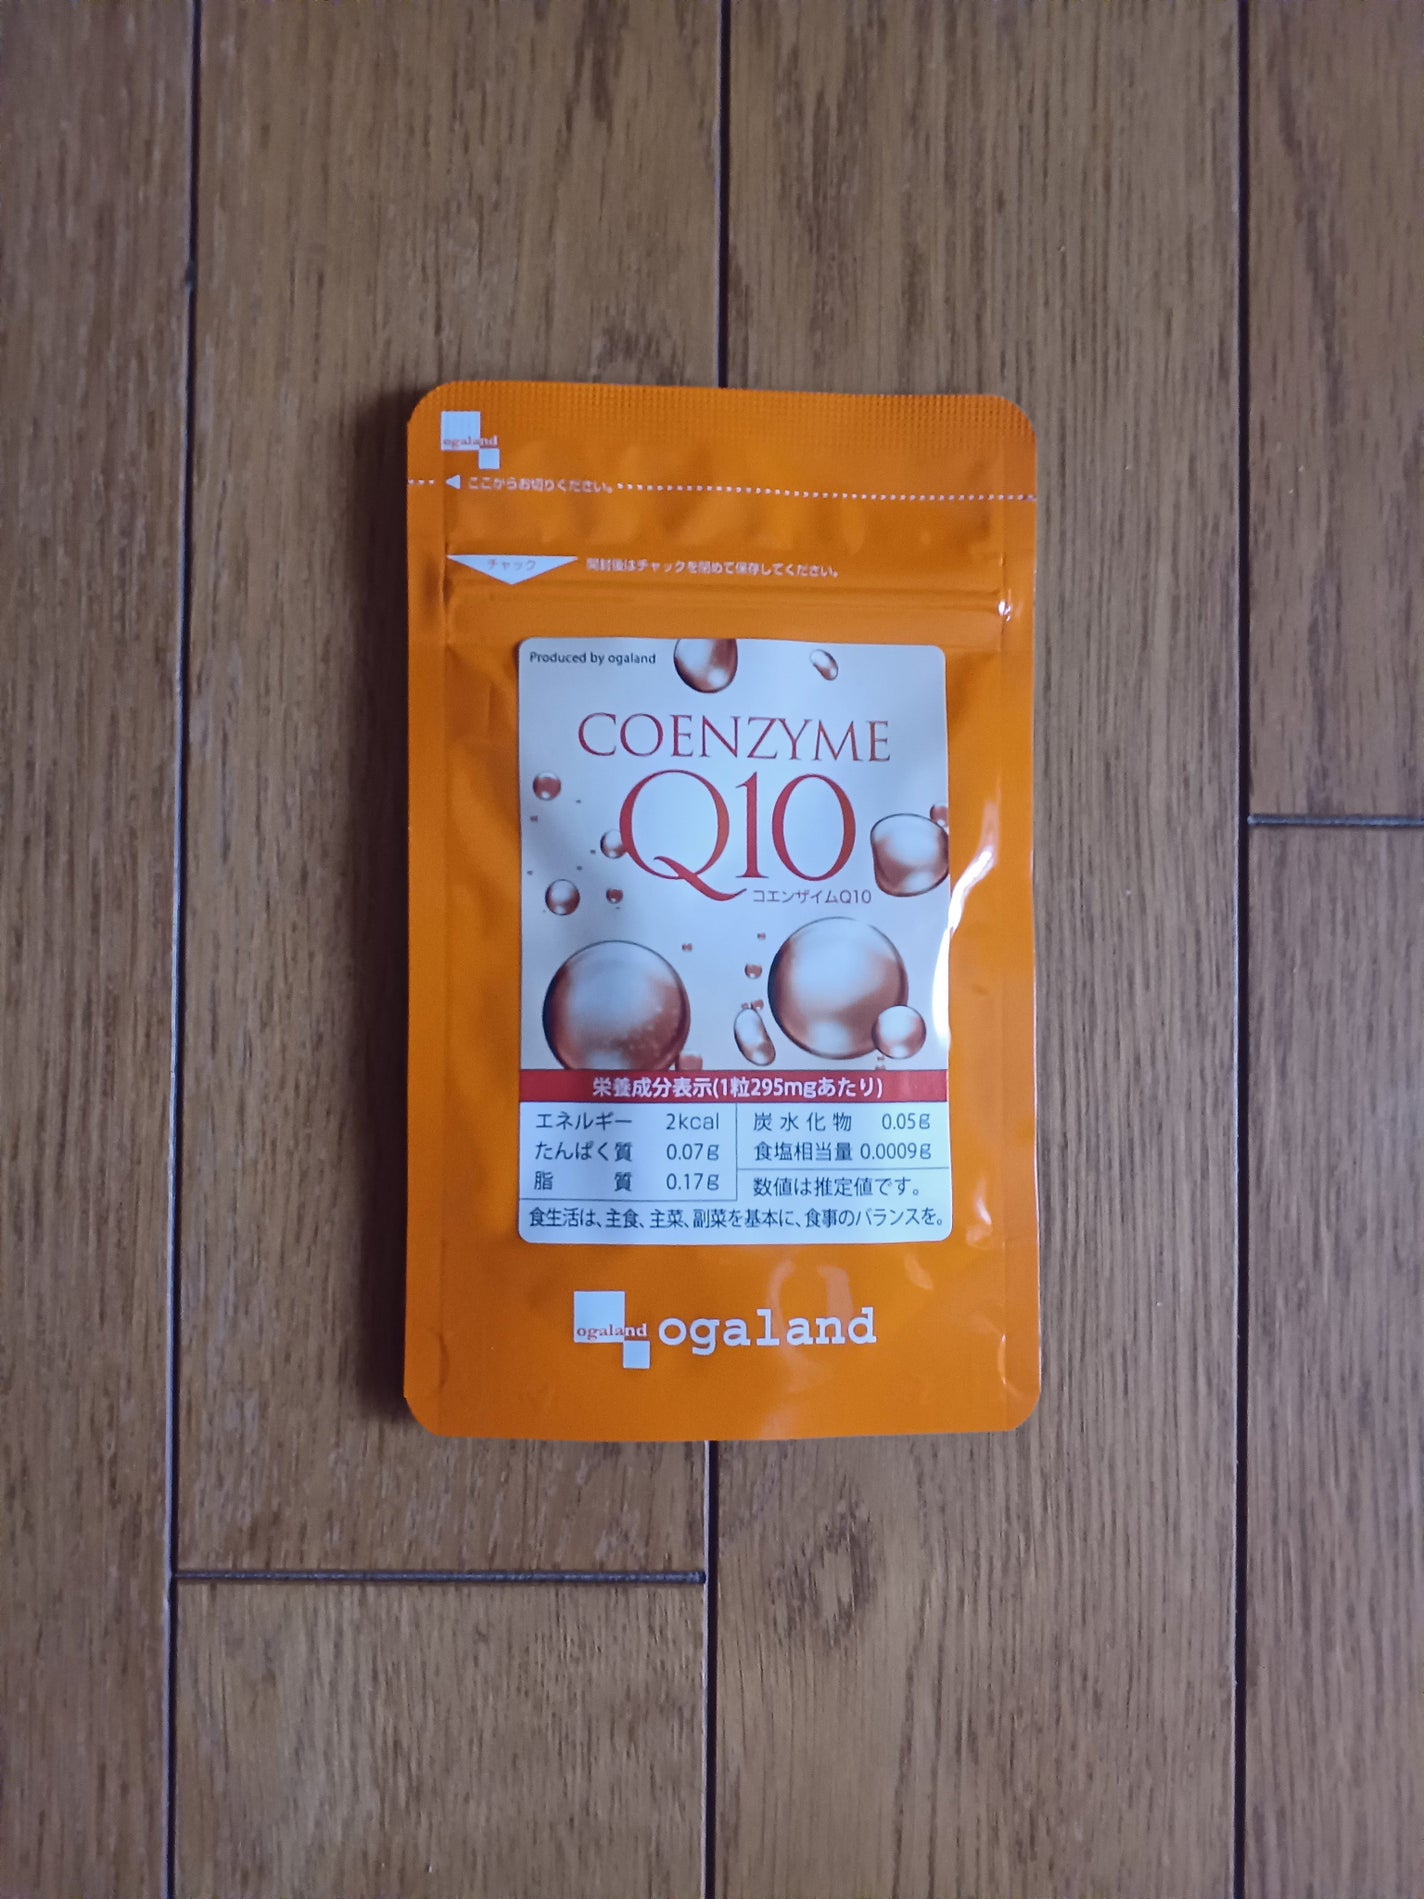 ogaland
ここからお切りください。
チャック
開封後はチャックを閉めて保存してください。
Produced by ogaland
COENZYME
Q10
コエンザイムQ10
栄養成分表示(1粒295mgあたり)
エネルギー 2kcal
たんぱく質 0.07g
脂質 0.17g
炭水化物 0.05g
食塩相当量 0.0009g
数値は推定値です。
食生活は、主食、主菜、副菜を基本に、食事のバランスを。
ogaland
ogaland